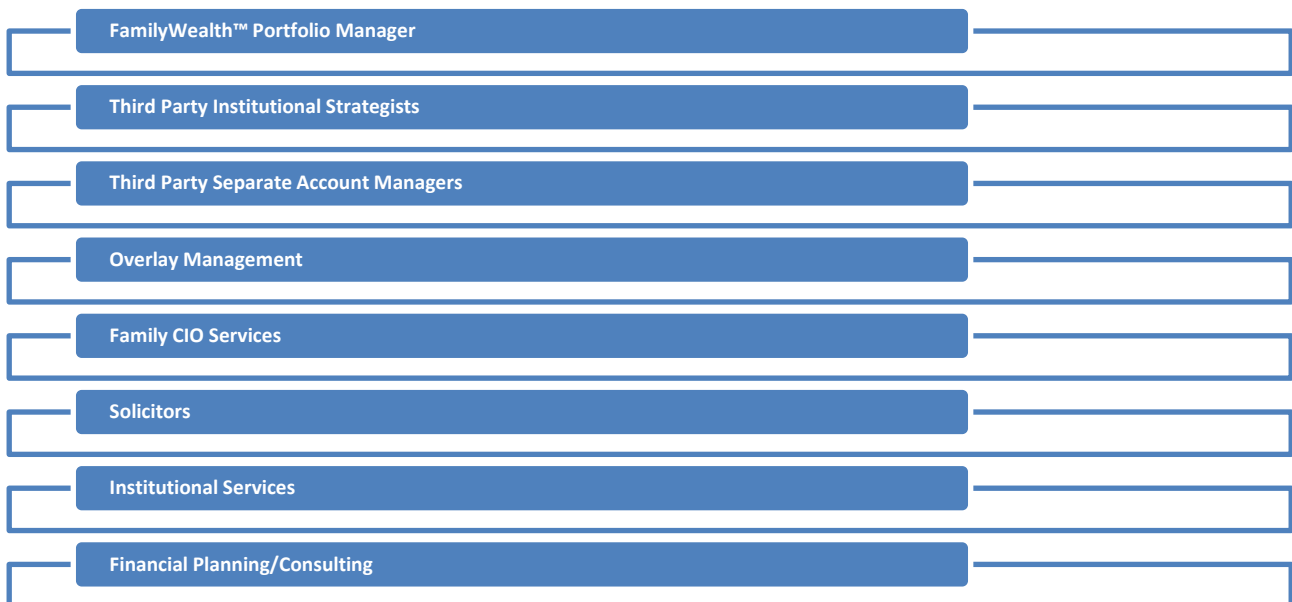 FamilyWealth™ Portfolio Manager
Third Party Institutional Strategists
Third Party Separate Account Managers
Overlay Management
Family CIO Services
Solicitors
Institutional Services
Financial Planning/Consulting